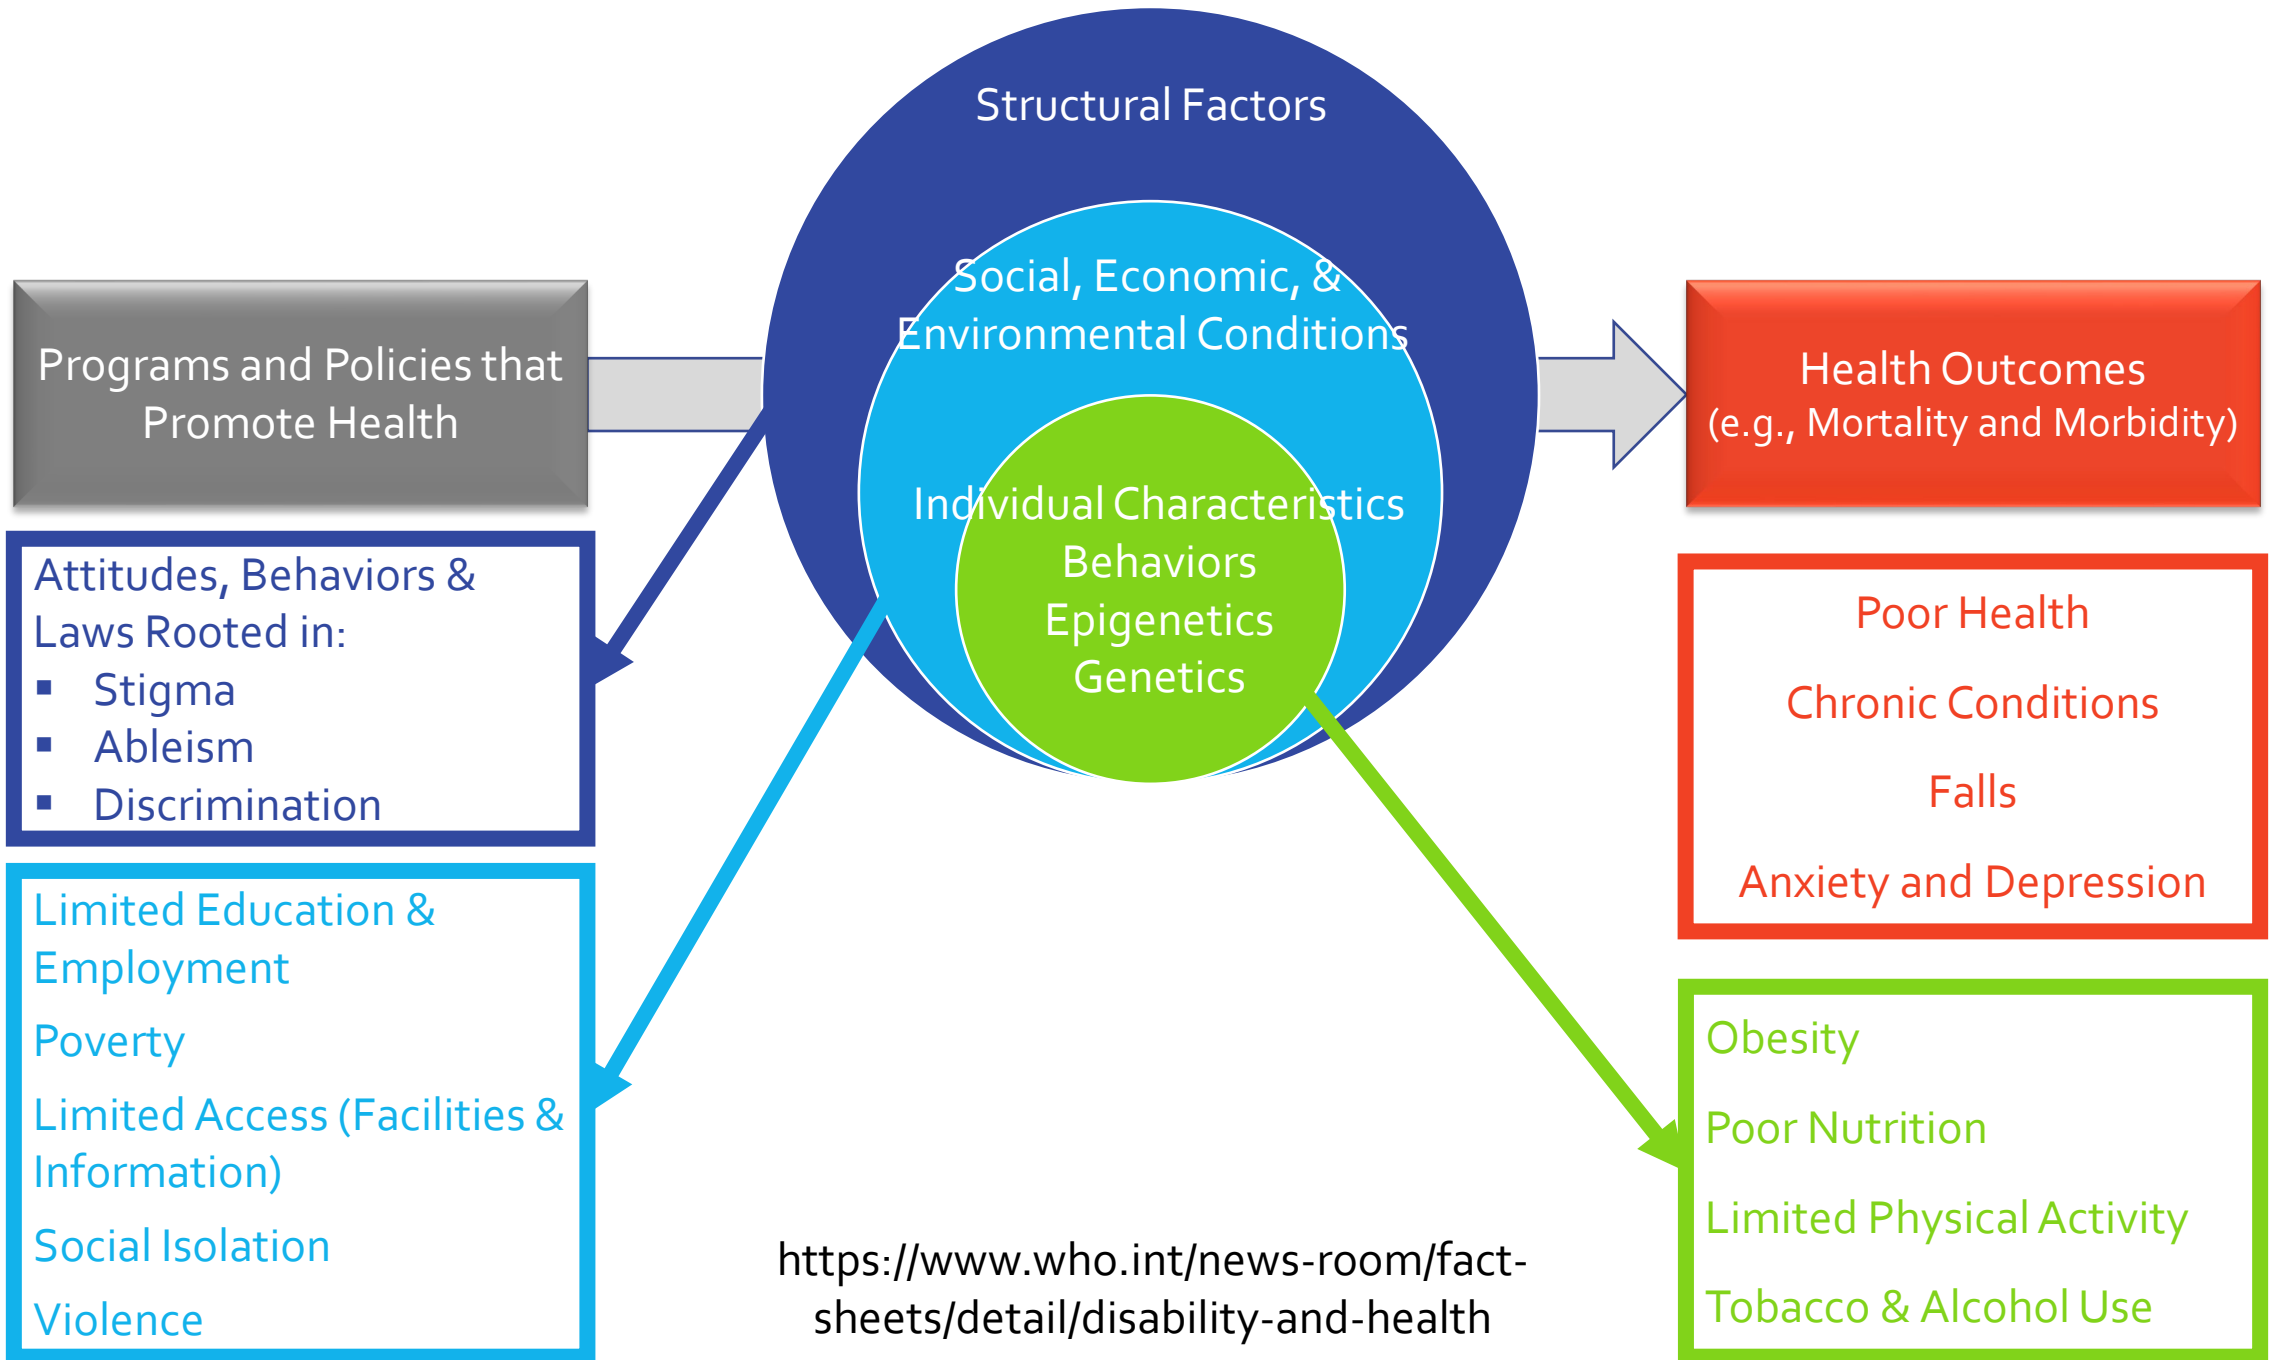 Structural Factors
Social, Economic, &
Environmental Conditions
Individual Characteristics
Behaviors
Epigenetics
Genetics
Programs and Policies that
Promote Health
Health Outcomes
(e.g., Mortality and Morbidity)
Attitudes, Behaviors &
Laws Rooted in:
▪ Stigma
▪ Ableism
▪ Discrimination
Limited Education &
Employment
Poverty
Limited Access (Facilities &
Information)
Social Isolation
Violence
Poor Health
Chronic Conditions
Falls
Anxiety and Depression
Obesity
Poor Nutrition
Limited Physical Activity
Tobacco & Alcohol Use
https://www.who.int/news-room/fact-
sheets/detail/disability-and-health